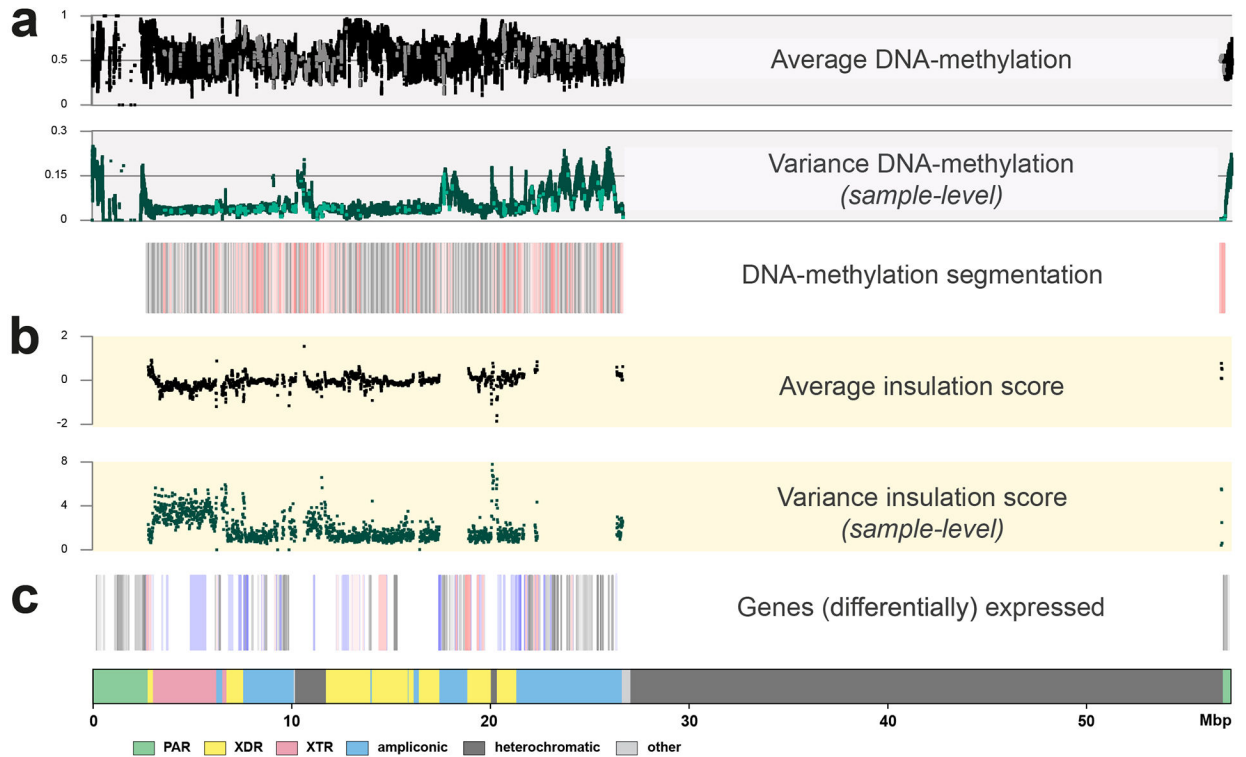 a
1
0.5
0
Average DNA-methylation
0.3
0.15
0
Variance DNA-methylation
(sample-level)
DNA-methylation segmentation
b
2
0
-2
Average insulation score
8
4
0
Variance insulation score
(sample-level)
c
Genes (differentially) expressed
0 10 20 30 40 50 Mbp
PAR XDR XTR ampliconic heterochromatic other